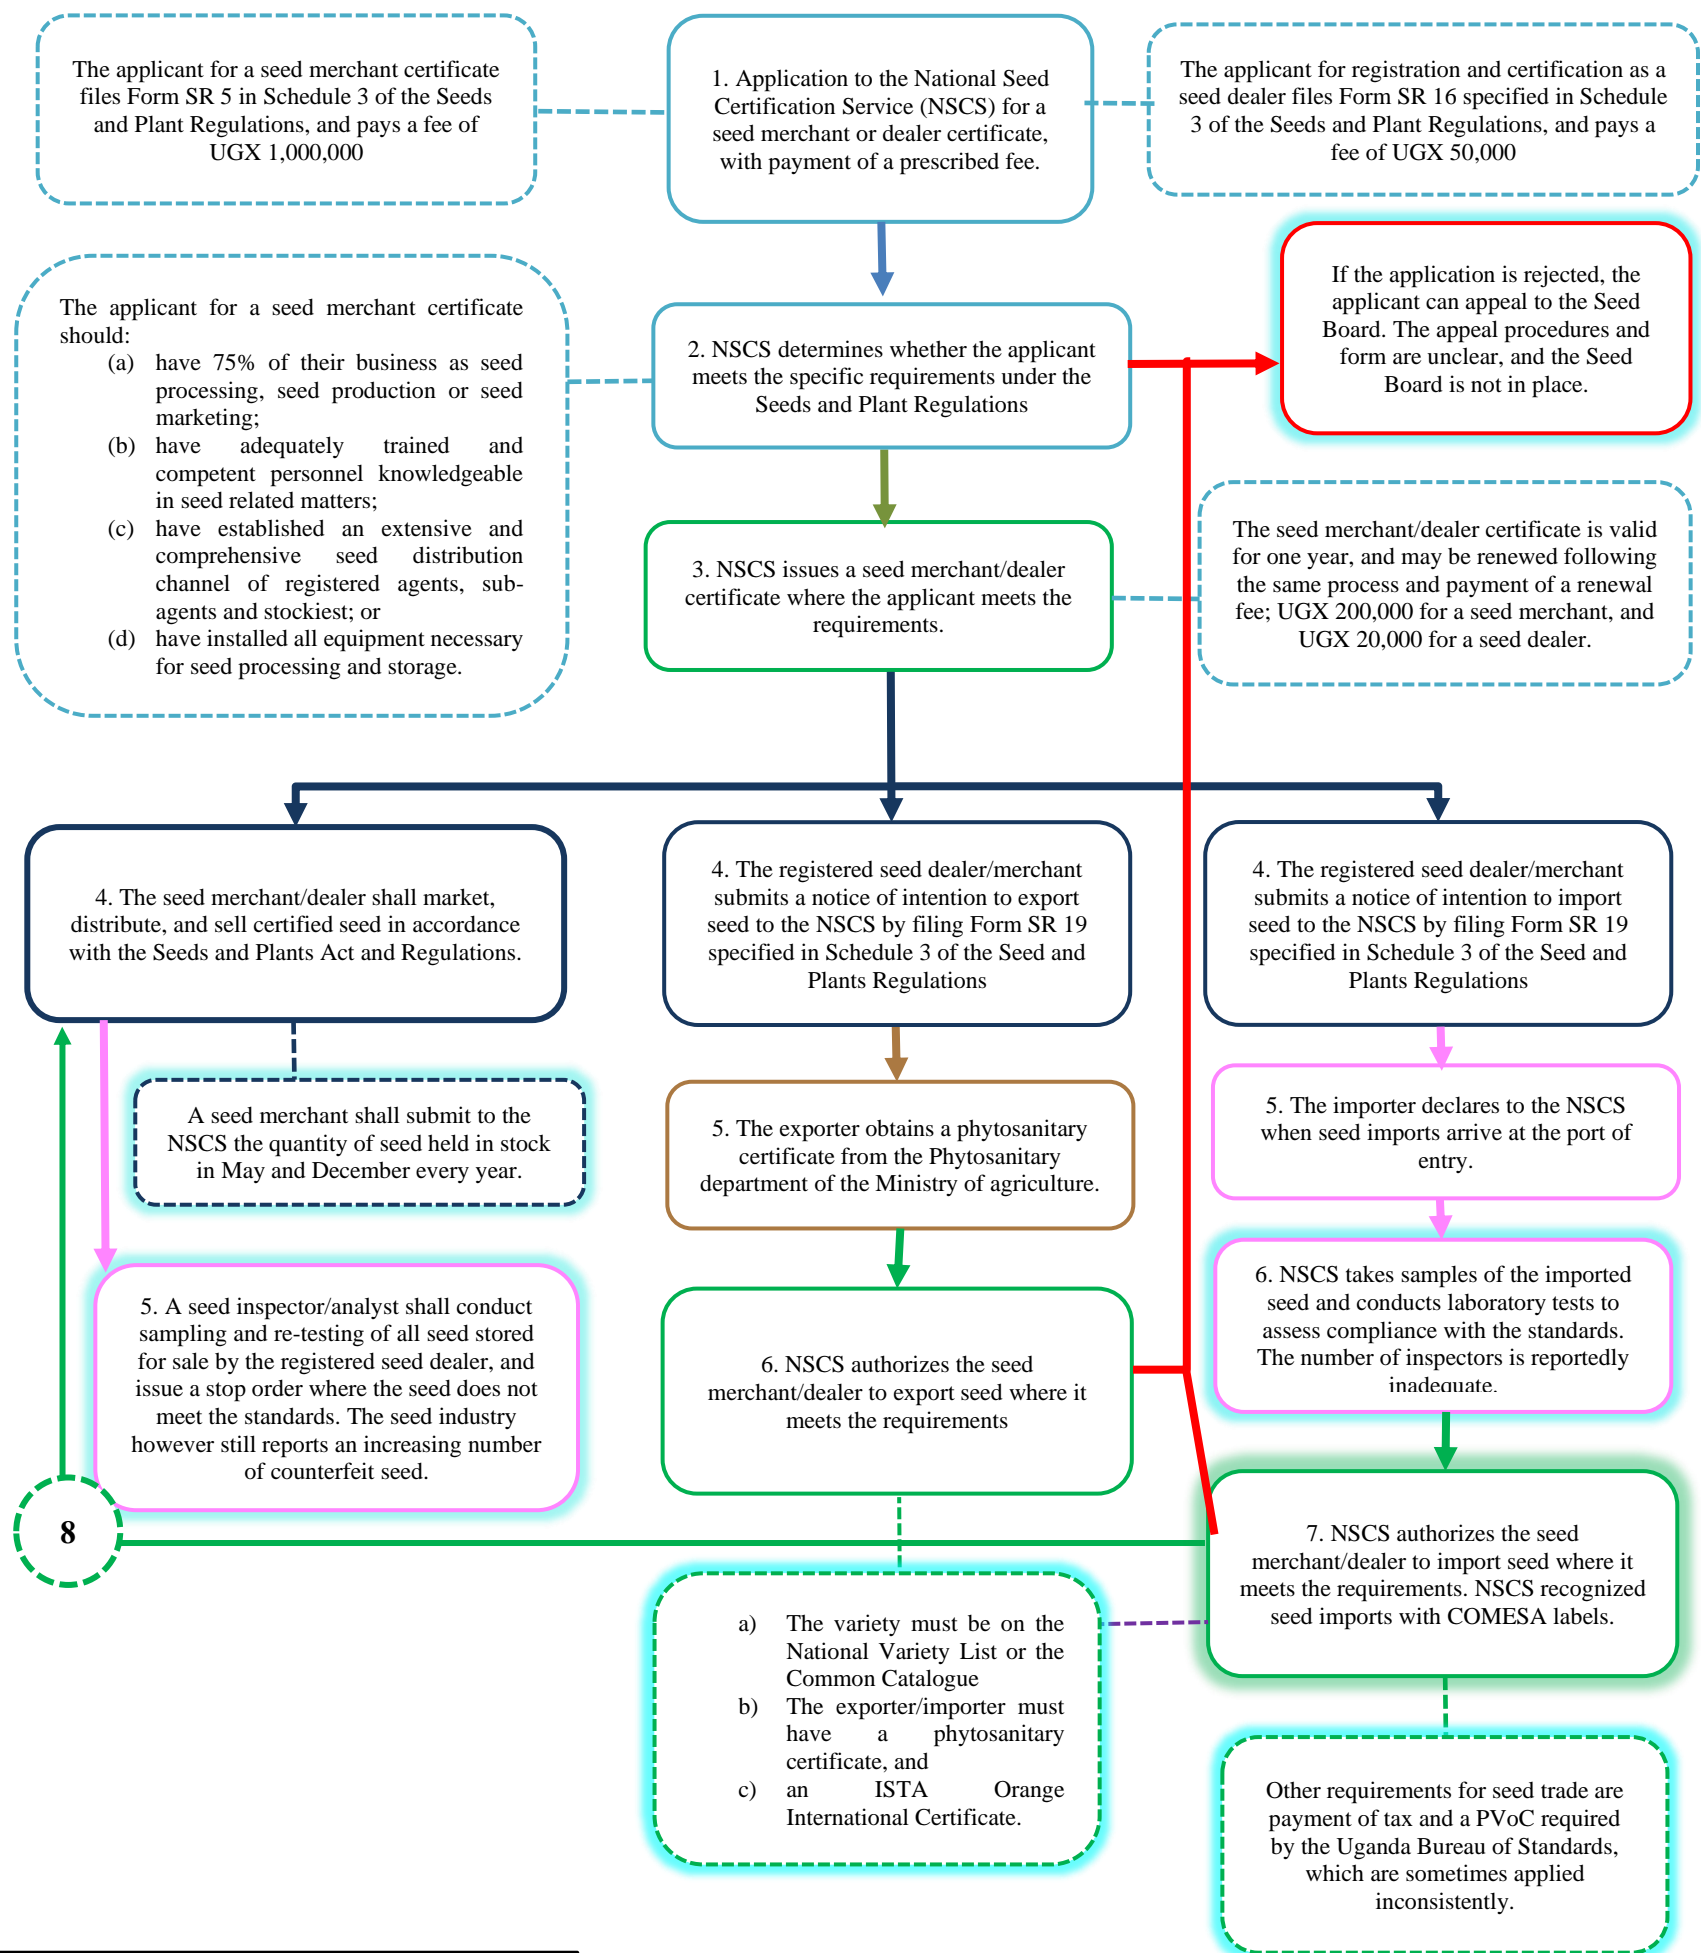 The applicant for a seed merchant certificate
files Form SR 5 in Schedule 3 of the Seeds
and Plant Regulations, and pays a fee of
UGX 1,000,000
1. Application to the National Seed
Certification Service (NSCS) for a
seed merchant or dealer certificate,
with payment of a prescribed fee.
The applicant for registration and certification as a
seed dealer files Form SR 16 specified in Schedule
3 of the Seeds and Plant Regulations, and pays a
fee of UGX 50,000
If the application is rejected, the
applicant can appeal to the Seed
Board. The appeal procedures and
form are unclear, and the Seed
Board is not in place.
The applicant for a seed merchant certificate
should:
(a) have 75% of their business as seed
processing, seed production or seed
marketing;
(b) have adequately trained and
competent personnel knowledgeable
in seed related matters;
(c) have established an extensive and
comprehensive seed distribution
channel of registered agents, sub-
agents and stockiest; or
(d) have installed all equipment necessary
for seed processing and storage.
2. NSCS determines whether the applicant
meets the specific requirements under the
Seeds and Plant Regulations
3. NSCS issues a seed merchant/dealer
certificate where the applicant meets the
requirements.
The seed merchant/dealer certificate is valid
for one year, and may be renewed following
the same process and payment of a renewal
fee; UGX 200,000 for a seed merchant, and
UGX 20,000 for a seed dealer.
4. The seed merchant/dealer shall market,
distribute, and sell certified seed in accordance
with the Seeds and Plants Act and Regulations.
4. The registered seed dealer/merchant
submits a notice of intention to export
seed to the NSCS by filing Form SR 19
specified in Schedule 3 of the Seed and
Plants Regulations
4. The registered seed dealer/merchant
submits a notice of intention to import
seed to the NSCS by filing Form SR 19
specified in Schedule 3 of the Seed and
Plants Regulations
A seed merchant shall submit to the
NSCS the quantity of seed held in stock
in May and December every year.
5. The exporter obtains a phytosanitary
certificate from the Phytosanitary
department of the Ministry of agriculture.
5. The importer declares to the NSCS
when seed imports arrive at the port of
entry.
5. A seed inspector/analyst shall conduct
sampling and re-testing of all seed stored
for sale by the registered seed dealer, and
issue a stop order where the seed does not
meet the standards. The seed industry
however still reports an increasing number
of counterfeit seed.
6. NSCS authorizes the seed
merchant/dealer to export seed where it
meets the requirements
6. NSCS takes samples of the imported
seed and conducts laboratory tests to
assess compliance with the standards.
The number of inspectors is reportedly
inadequate.
8
7. NSCS authorizes the seed
merchant/dealer to import seed where it
meets the requirements. NSCS recognized
seed imports with COMESA labels.
a) The variety must be on the
National Variety List or the
Common Catalogue
b) The exporter/importer must
have a phytosanitary
certificate, and
c) an ISTA Orange
International Certificate.
Other requirements for seed trade are
payment of tax and a PVoC required
by the Uganda Bureau of Standards,
which are sometimes applied
inconsistently.